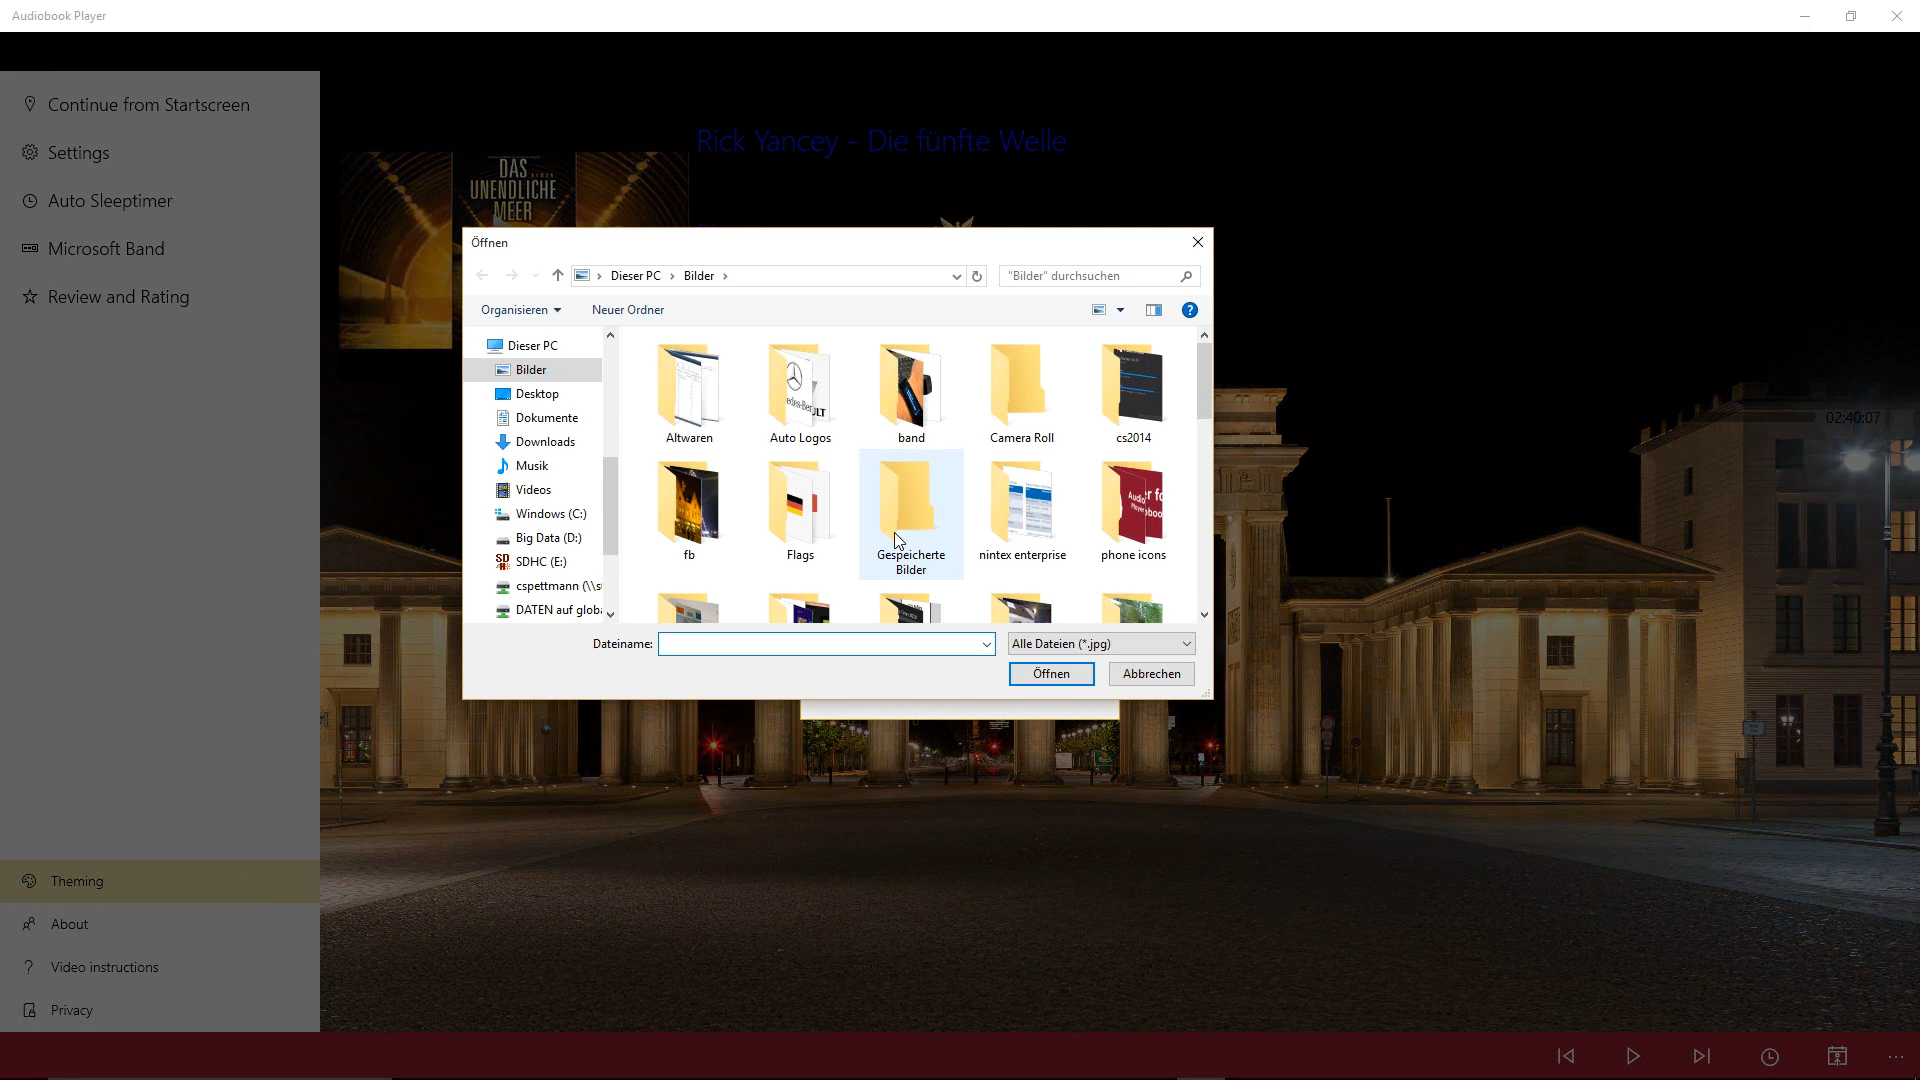 Audiobook Player
Continue from Startscreen
Settings
Auto Sleeptimer
Microsoft Band
Review and Rating
Rick Yancey - Die fünfte Welle
DAS
UNENDLICHE
MEER
Öffnen
Dieser PC
Bilder
"Bilder" durchsuchen
Organisieren
Neuer Ordner
Dieser PC
Bilder
Desktop
Dokumente
Downloads
Musik
Videos
Windows (C:)
Big Data (D:)
SDHC (E:)
cspettmann (\\s
DATEN auf globa
Altwaren
Auto Logos
band
Camera Roll
cs2014
fb
Flags
Gespeicherte
Bilder
nintex enterprise
phone icons
02:40:07
Dateiname:
Alle Dateien (*.jpg)
Öffnen
Abbrechen
Theming
About
Video instructions
Privacy